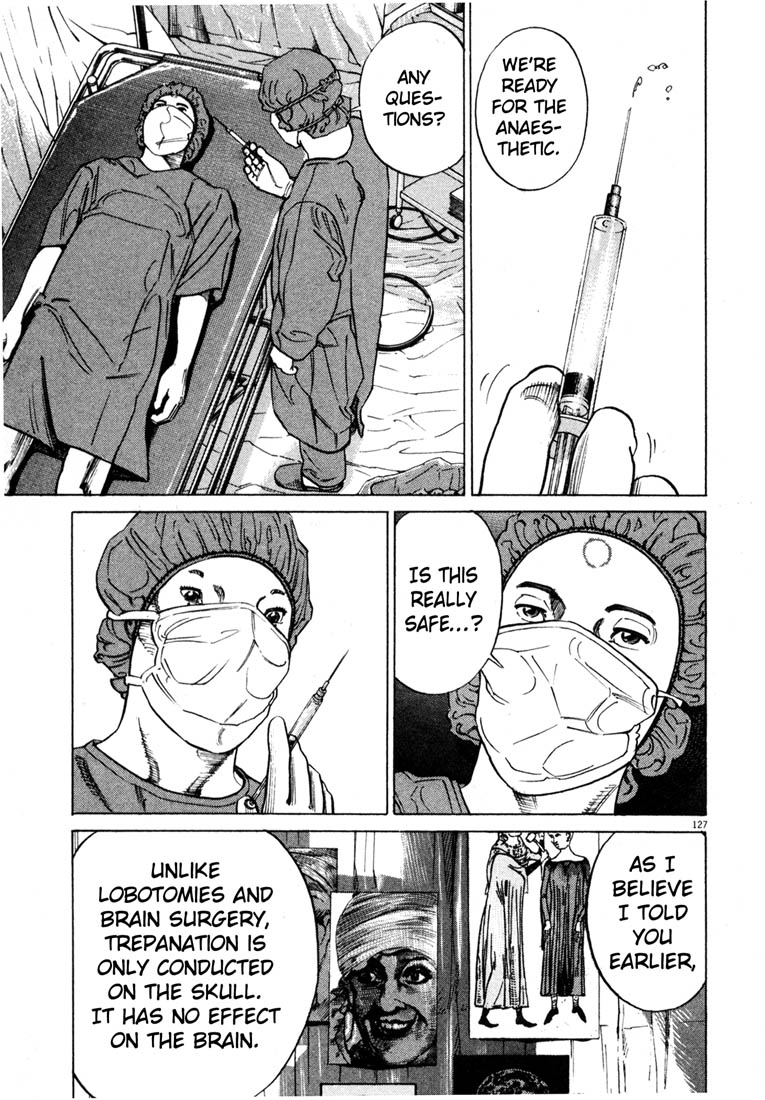 WE'RE
READY
FOR THE
ANAES-
THETIC.
ANY
QUES-
TIONS?
IS THIS
REALLY
SAFE...?
127
AS I
BELIEVE
I TOLD
YOU
EARLIER,
UNLIKE
LOBOTOMIES AND
BRAIN SURGERY,
TREPANATION IS
ONLY CONDUCTED
ON THE SKULL.
IT HAS NO EFFECT
ON THE BRAIN.